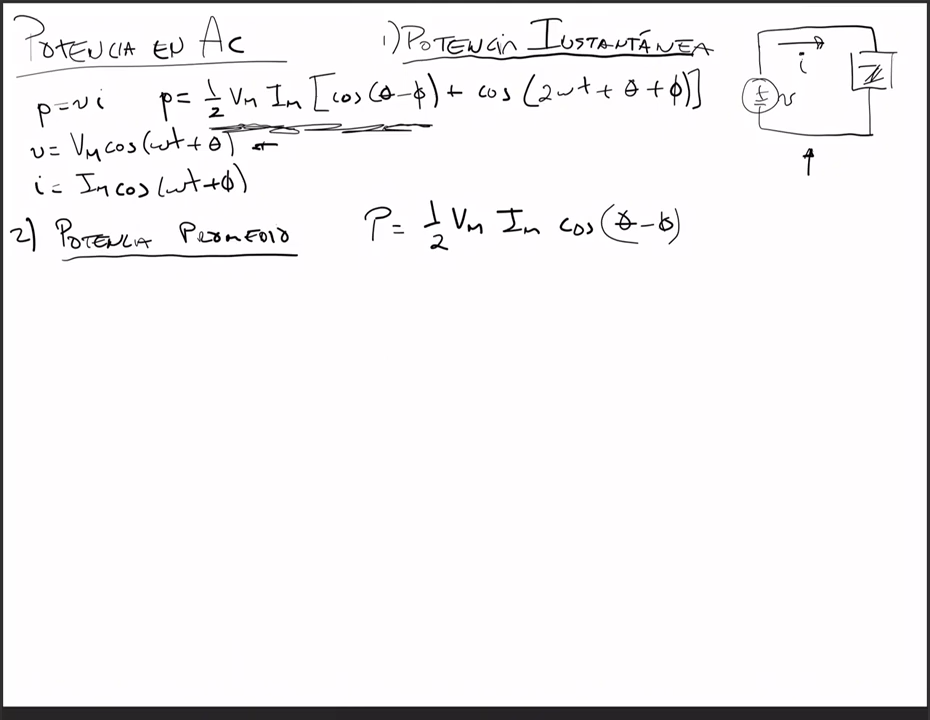 POTENCIA EN AC
1) POTENCIA INSTANTÁNEA
p = v i
p = 1/2 VM IM [cos(θ-ϕ) + cos(2ωt + θ + ϕ)]
v = VM cos(ωt + θ) ←
i = IM cos(ωt + ϕ)
i
± v
Z
2) POTENCIA PROMEDIO
P = 1/2 VM IM cos(θ-ϕ)